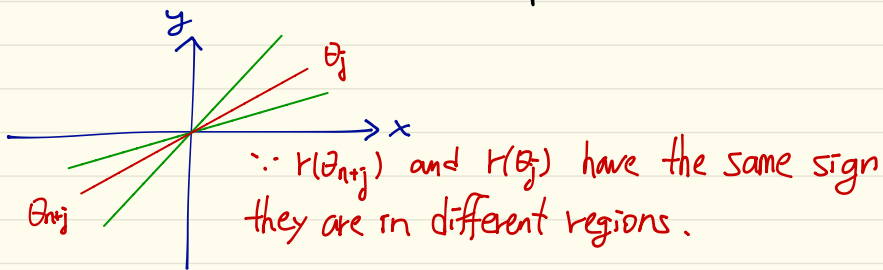 y
θj
x
∵ r(θn+j) and r(θj) have the same sign
θn+j
they are in different regions.